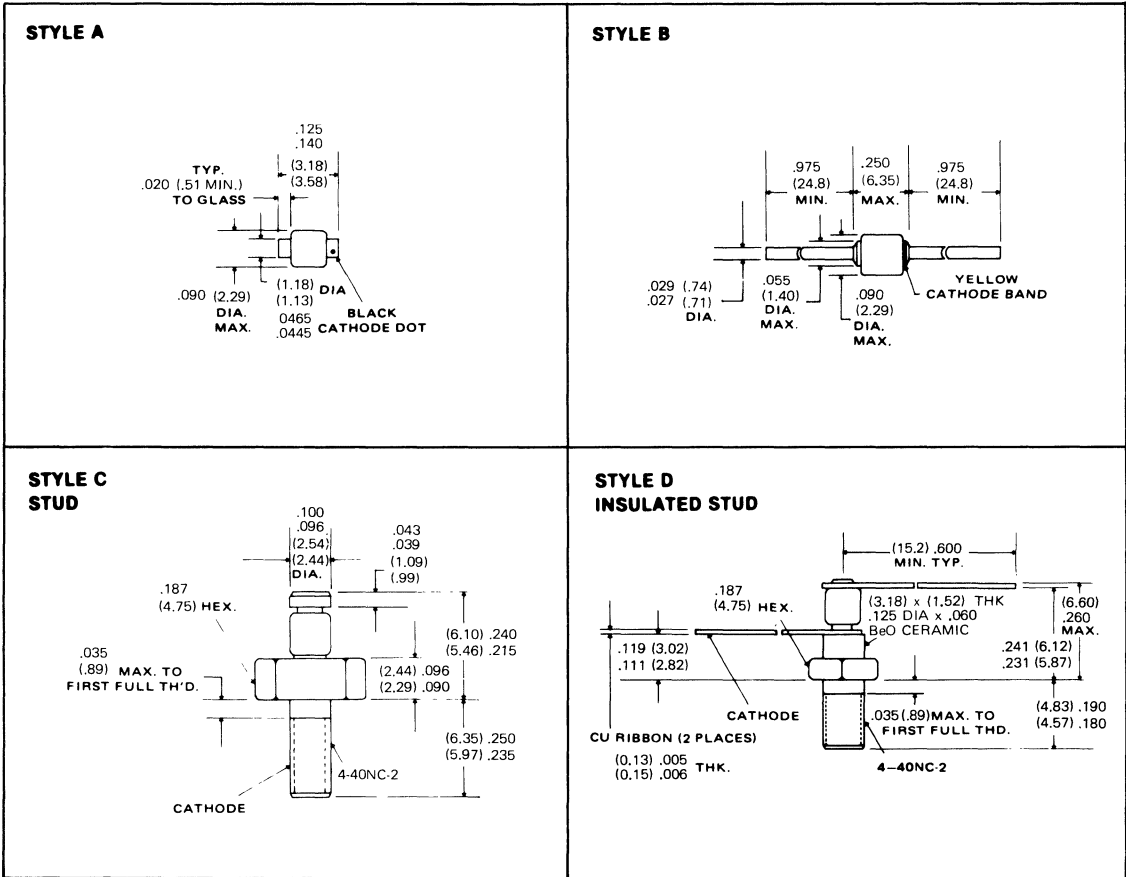 STYLE A
.125
.140
(3.18)
(3.58)
TYP.
.020 (.51 MIN.)
TO GLASS
.090 (2.29)
DIA.
MAX.
(1.18)
(1.13) DIA
0465
.0445
BLACK
CATHODE DOT
STYLE B
.975
(24.8)
MIN.
.250
(6.35)
MAX.
.975
(24.8)
MIN.
.029 (.74)
.027 (.71)
DIA.
.055
(1.40)
DIA.
MAX.
.090
(2.29)
DIA.
MAX.
YELLOW
CATHODE BAND
STYLE C
STUD
.100
.096
(2.54)
(2.44)
DIA.
.043
.039
(1.09)
(.99)
.187
(4.75) HEX.
.035
(.89) MAX. TO
FIRST FULL TH'D.
(6.10) .240
(5.46) .215
(2.44) .096
(2.29) .090
(6.35) .250
(5.97) .235
4-40NC-2
CATHODE
STYLE D
INSULATED STUD
(15.2) .600
MIN. TYP.
.187
(4.75) HEX.
(3.18) x (1.52) THK
.125 DIA x .060
BeO CERAMIC
(6.60)
.260
MAX.
.119 (3.02)
.111 (2.82)
.241 (6.12)
.231 (5.87)
CATHODE
.035(.89)MAX. TO
FIRST FULL THD.
(4.83) .190
(4.57) .180
CU RIBBON (2 PLACES)
(0.13) .005
(0.15) .006 THK.
4-40NC-2